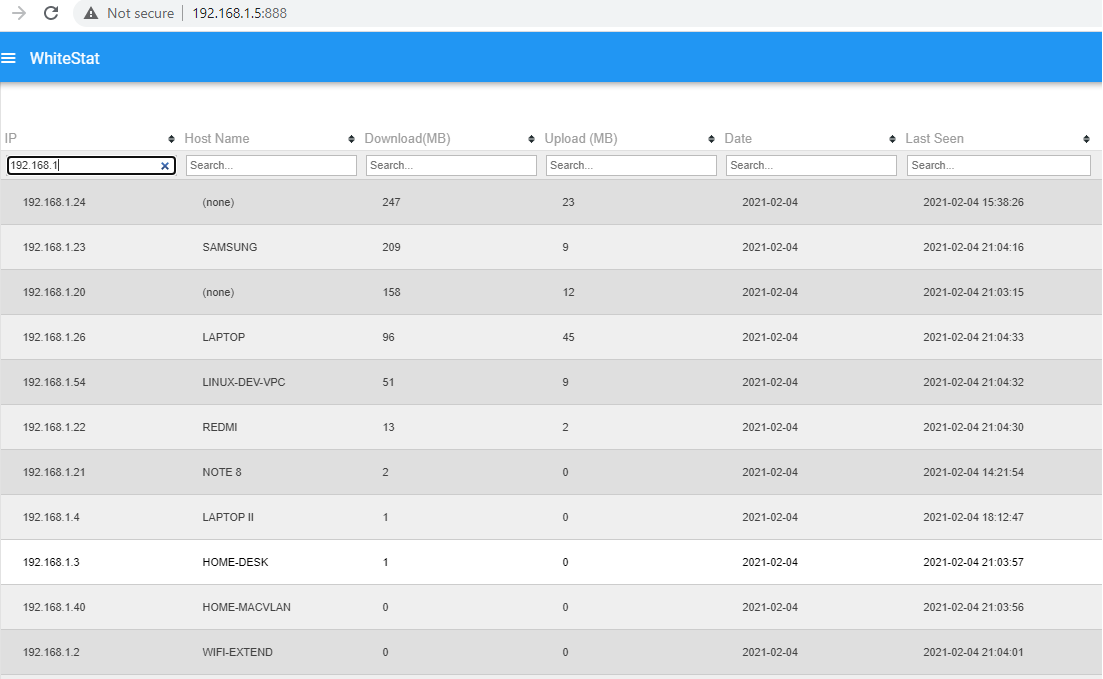 Not secure 192.168.1.5:888
WhiteStat
IP Host Name Download(MB) Upload (MB) Date Last Seen
192.168.1 Search... Search... Search... Search... Search...
192.168.1.24 (none) 247 23 2021-02-04 2021-02-04 15:38:26
192.168.1.23 SAMSUNG 209 9 2021-02-04 2021-02-04 21:04:16
192.168.1.20 (none) 158 12 2021-02-04 2021-02-04 21:03:15
192.168.1.26 LAPTOP 96 45 2021-02-04 2021-02-04 21:04:33
192.168.1.54 LINUX-DEV-VPC 51 9 2021-02-04 2021-02-04 21:04:32
192.168.1.22 REDMI 13 2 2021-02-04 2021-02-04 21:04:30
192.168.1.21 NOTE 8 2 0 2021-02-04 2021-02-04 14:21:54
192.168.1.4 LAPTOP II 1 0 2021-02-04 2021-02-04 18:12:47
192.168.1.3 HOME-DESK 1 0 2021-02-04 2021-02-04 21:03:57
192.168.1.40 HOME-MACVLAN 0 0 2021-02-04 2021-02-04 21:03:56
192.168.1.2 WIFI-EXTEND 0 0 2021-02-04 2021-02-04 21:04:01